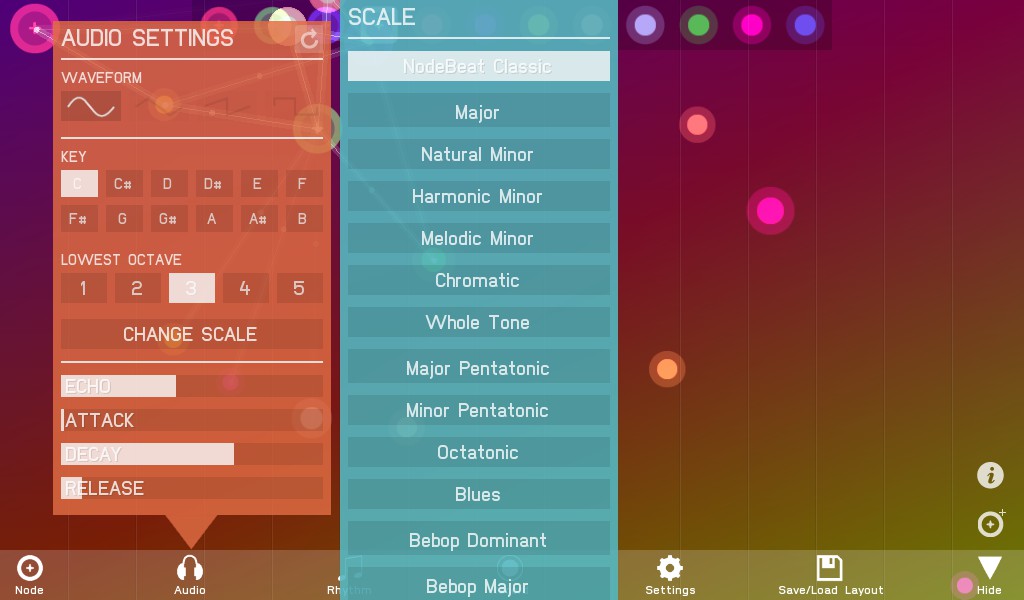 AUDIO SETTINGS
WAVEFORM
KEY
C C# D D# E F
F# G G# A A# B
LOWEST OCTAVE
1 2 3 4 5
CHANGE SCALE
ECHO
ATTACK
DECAY
RELEASE
SCALE
NodeBeat Classic
Major
Natural Minor
Harmonic Minor
Melodic Minor
Chromatic
Whole Tone
Major Pentatonic
Minor Pentatonic
Octatonic
Blues
Bebop Dominant
Bebop Major
Node Audio Rhythm Settings Save/Load Layout Hide